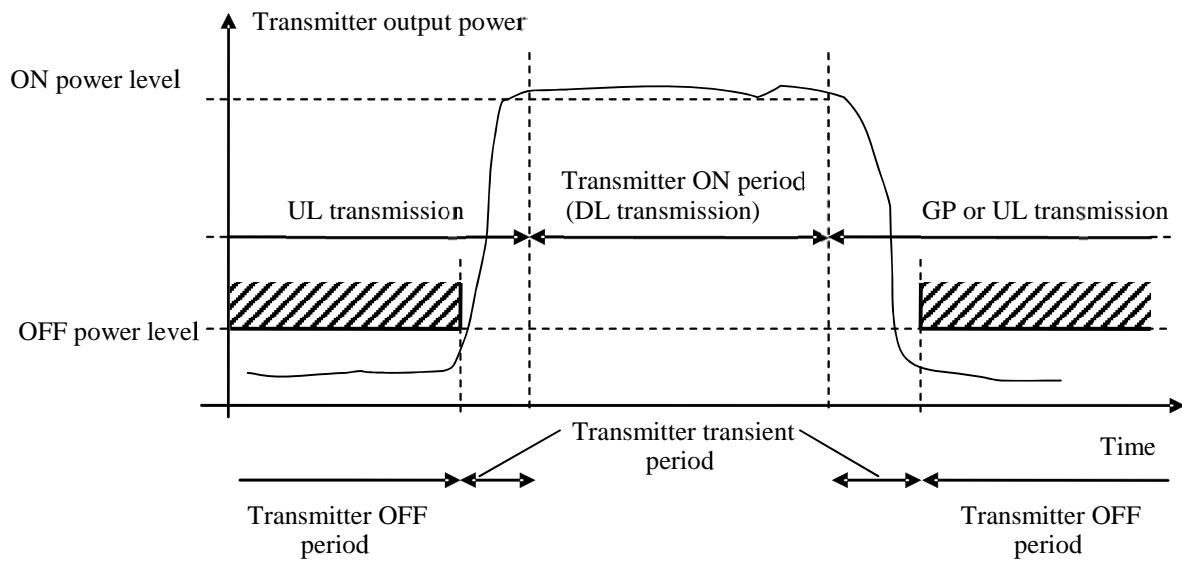 Transmitter output power
ON power level
Transmitter ON period
(DL transmission)
UL transmission
GP or UL transmission
OFF power level
Transmitter transient
period
Time
Transmitter OFF
period
Transmitter OFF
period